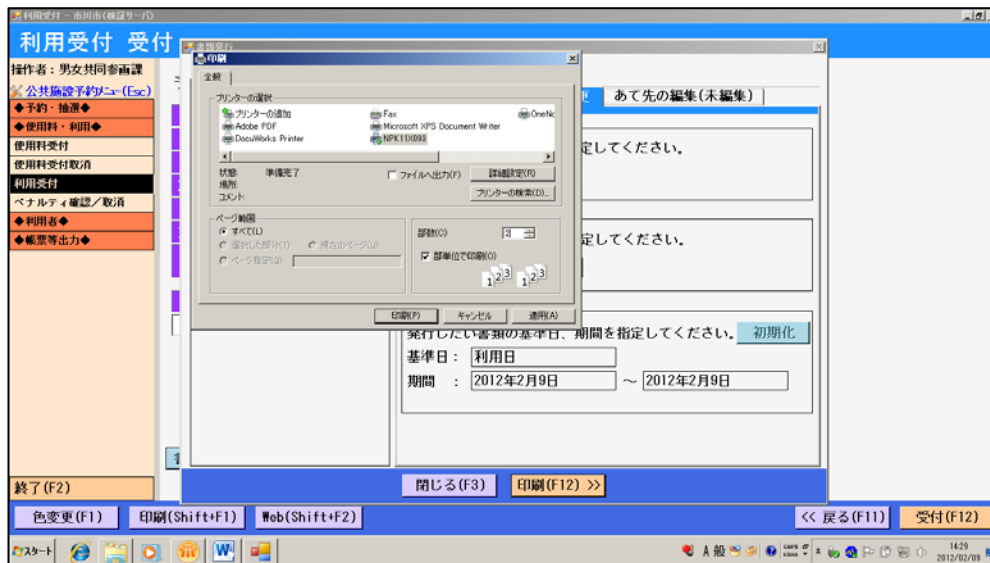 利用受付 - 市川市(検証サーバ)
利用受付 受付
操作者：男女共同参画課
公共施設予約メニュー(Esc)
◆予約・抽選◆
◆使用料・利用◆
使用料受付
使用料受付取消
利用受付
ペナルティ確認／取消
◆利用者◆
◆帳票等出力◆
終了(F2)
書類発行
印刷
全般
プリンターの選択
プリンターの追加
Fax
OneNo
Adobe PDF
Microsoft XPS Document Writer
DocuWorks Printer
NPK11X093
状態: 準備完了
場所:
コメント:
ファイルへ出力(F)
詳細設定(R)
プリンターの検索(D)...
ページ範囲
すべて(L)
選択した部分(T)
現在のページ(U)
ページ指定(G)
部数(C)
2
部単位で印刷(O)
1 2 3 1 2 3
印刷(P)
キャンセル
適用(A)
更
あて先の編集(未編集)
定してください。
定してください。
発行したい書類の基準日、期間を指定してください。
初期化
基準日： 利用日
期間 ： 2012年2月9日 ～ 2012年2月9日
閉じる(F3)
印刷(F12) >>
色変更(F1)
印刷(Shift+F1)
Web(Shift+F2)
<< 戻る(F11)
受付(F12)
スタート
A 般
CAPS
KANA
14:29
2012/02/09